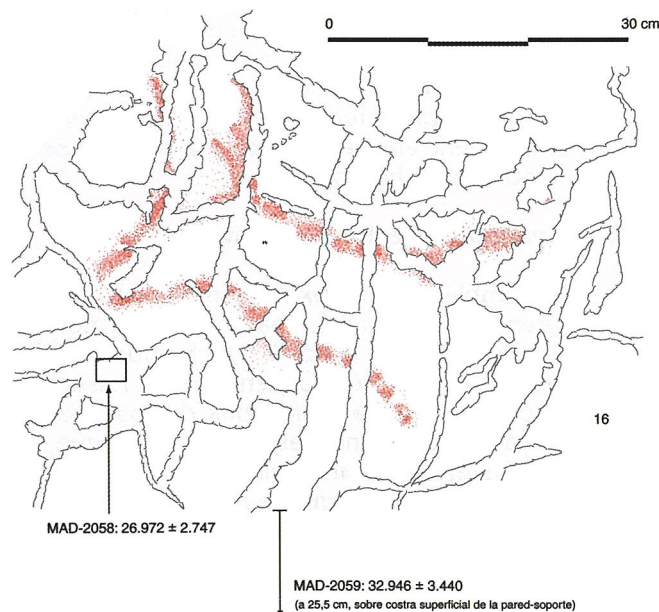 0 30 cm
16
MAD-2058: 26.972 ± 2.747
MAD-2059: 32.946 ± 3.440
(a 25,5 cm, sobre costra superficial de la pared-soporte)